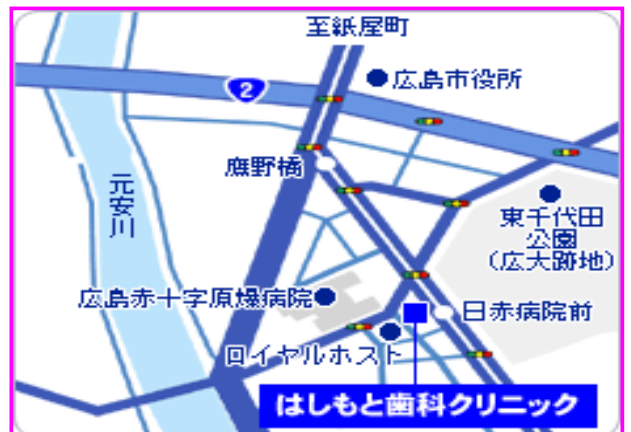 至紙屋町
2
広島市役所
鷹野橋
元安川
東千代田
公園
(広大跡地)
広島赤十字原爆病院
日赤病院前
ロイヤルホスト
はしもと歯科クリニック